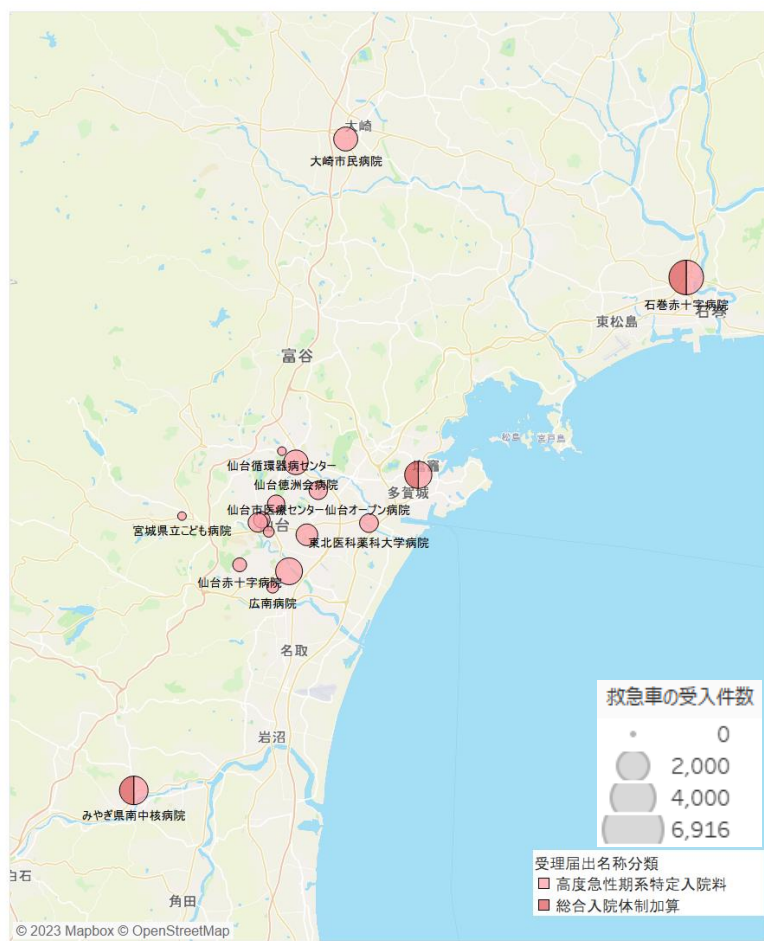 大崎
大崎市民病院
石巻赤十字病院
石巻
東松島
富谷
松島
宮戸島
仙台循環器病センター
塩竈
仙台徳洲会病院
多賀城
仙台市医療センター仙台オープン病院
宮城県立こども病院
台
東北医科薬科大学病院
仙台赤十字病院
広南病院
名取
岩沼
みやぎ県南中核病院
白石
角田
救急車の受入件数
0
2,000
4,000
6,916
受理届出名称分類
高度急性期系特定入院料
総合入院体制加算
© 2023 Mapbox © OpenStreetMap